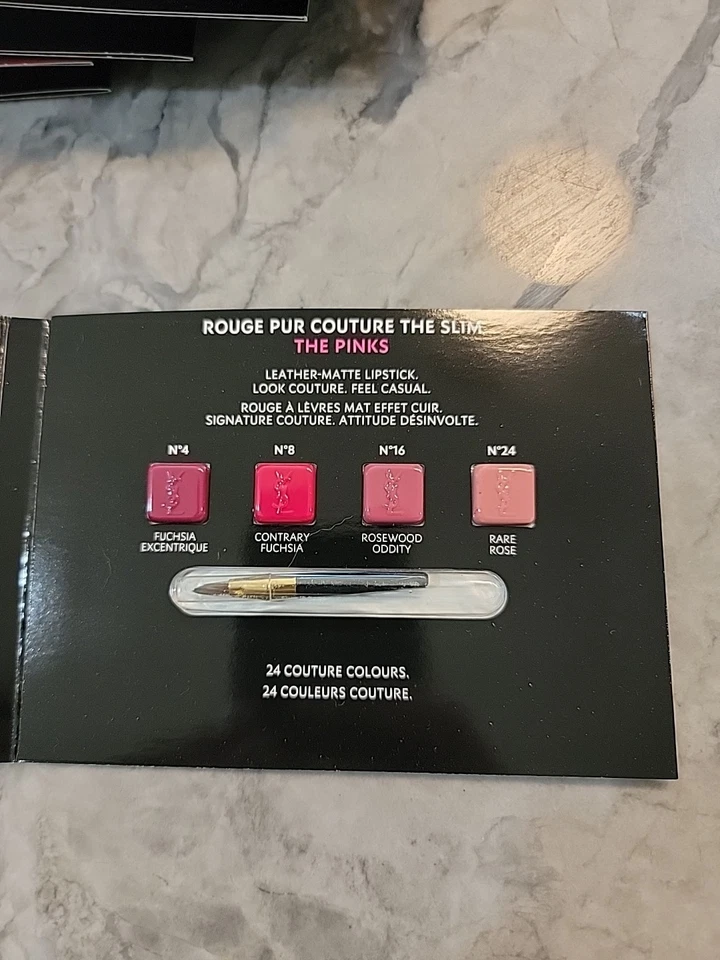 ROUGE PUR COUTURE THE SLIM
THE PINKS
LEATHER-MATTE LIPSTICK.
LOOK COUTURE. FEEL CASUAL.
ROUGE À LÈVRES MAT EFFET CUIR.
SIGNATURE COUTURE. ATTITUDE DÉSINVOLTE.
N°4 N°8 N°16 N°24
FUCHSIA EXCENTRIQUE
CONTRARY FUCHSIA
ROSEWOOD ODDITY
RARE ROSE
24 COUTURE COLOURS.
24 COULEURS COUTURE.